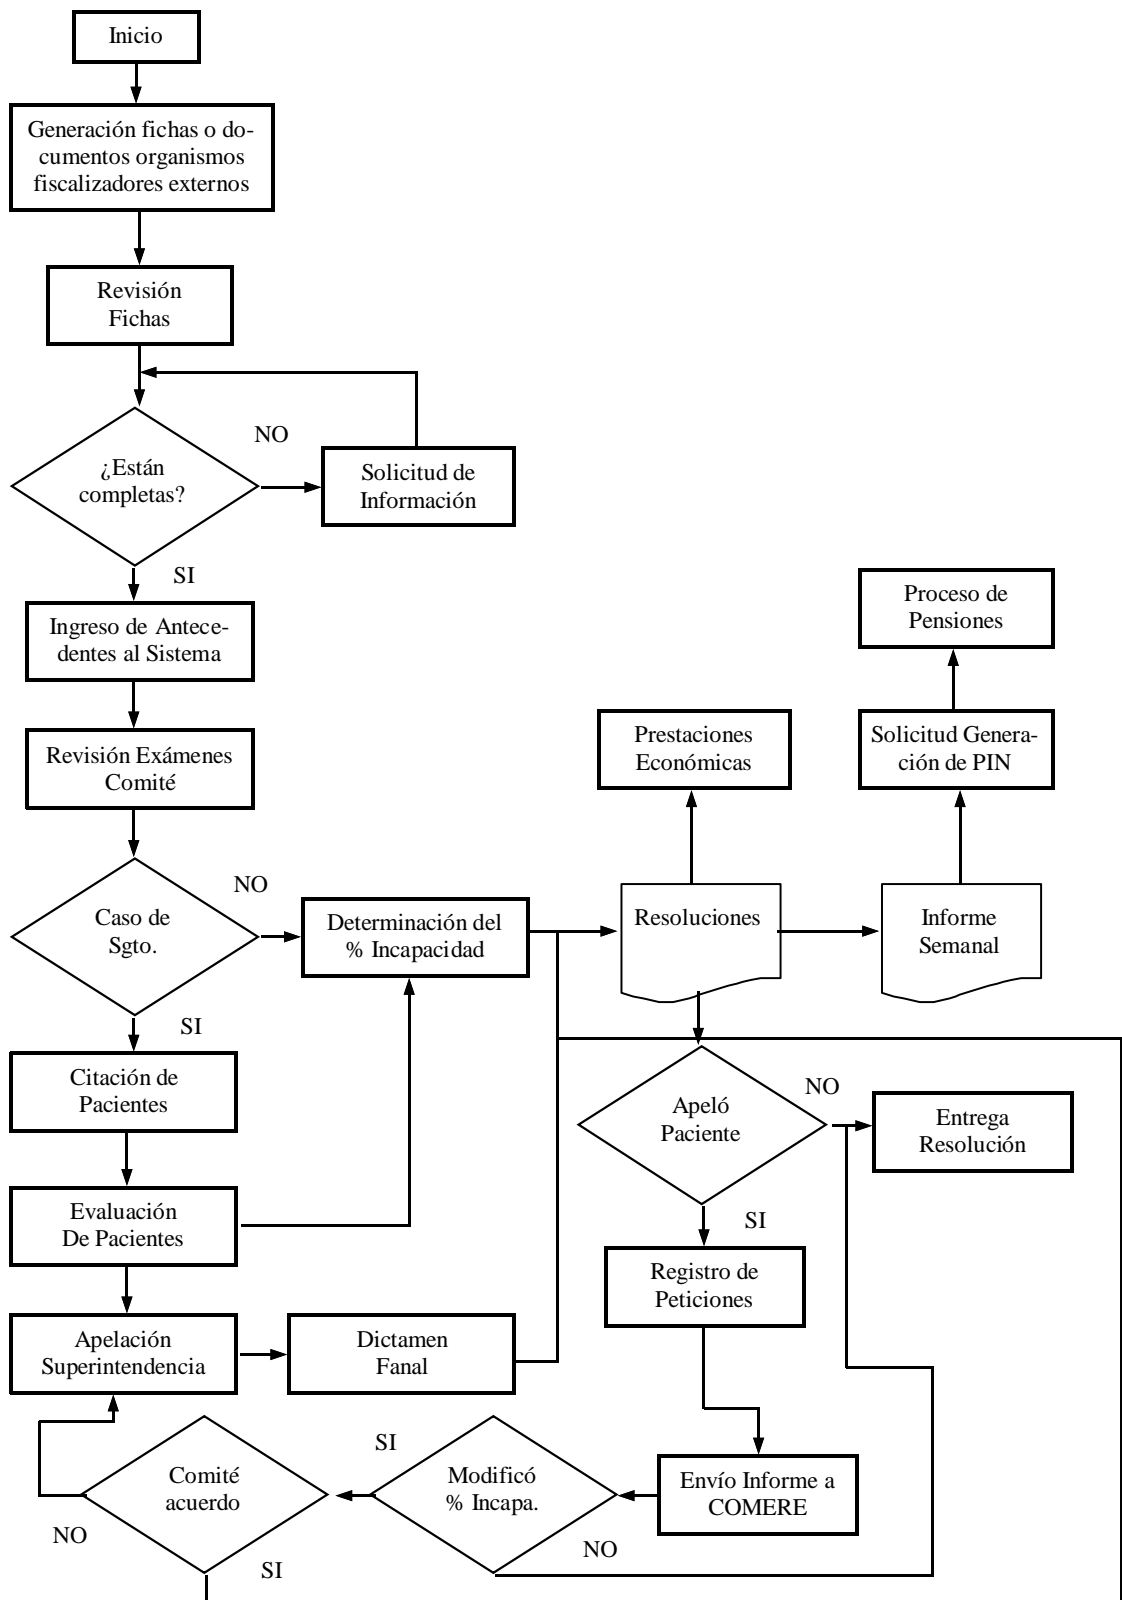 Inicio
Generación fichas o do-
cumentos organismos
fiscalizadores externos
Revisión
Fichas
NO
¿Están
completas?
Solicitud de
Información
SI
Ingreso de Antece-
dentes al Sistema
Proceso de
Pensiones
Revisión Exámenes
Comité
Prestaciones
Económicas
Solicitud Genera-
ción de PIN
NO
Caso de
Sgto.
Determinación del
% Incapacidad
Resoluciones
Informe
Semanal
SI
Citación de
Pacientes
Apeló
Paciente
NO
Entrega
Resolución
Evaluación
De Pacientes
SI
Registro de
Peticiones
Apelación
Superintendencia
Dictamen
Fanal
Comité
acuerdo
SI
Modificó
% Incapa.
Envío Informe a
COMERE
NO
NO
SI